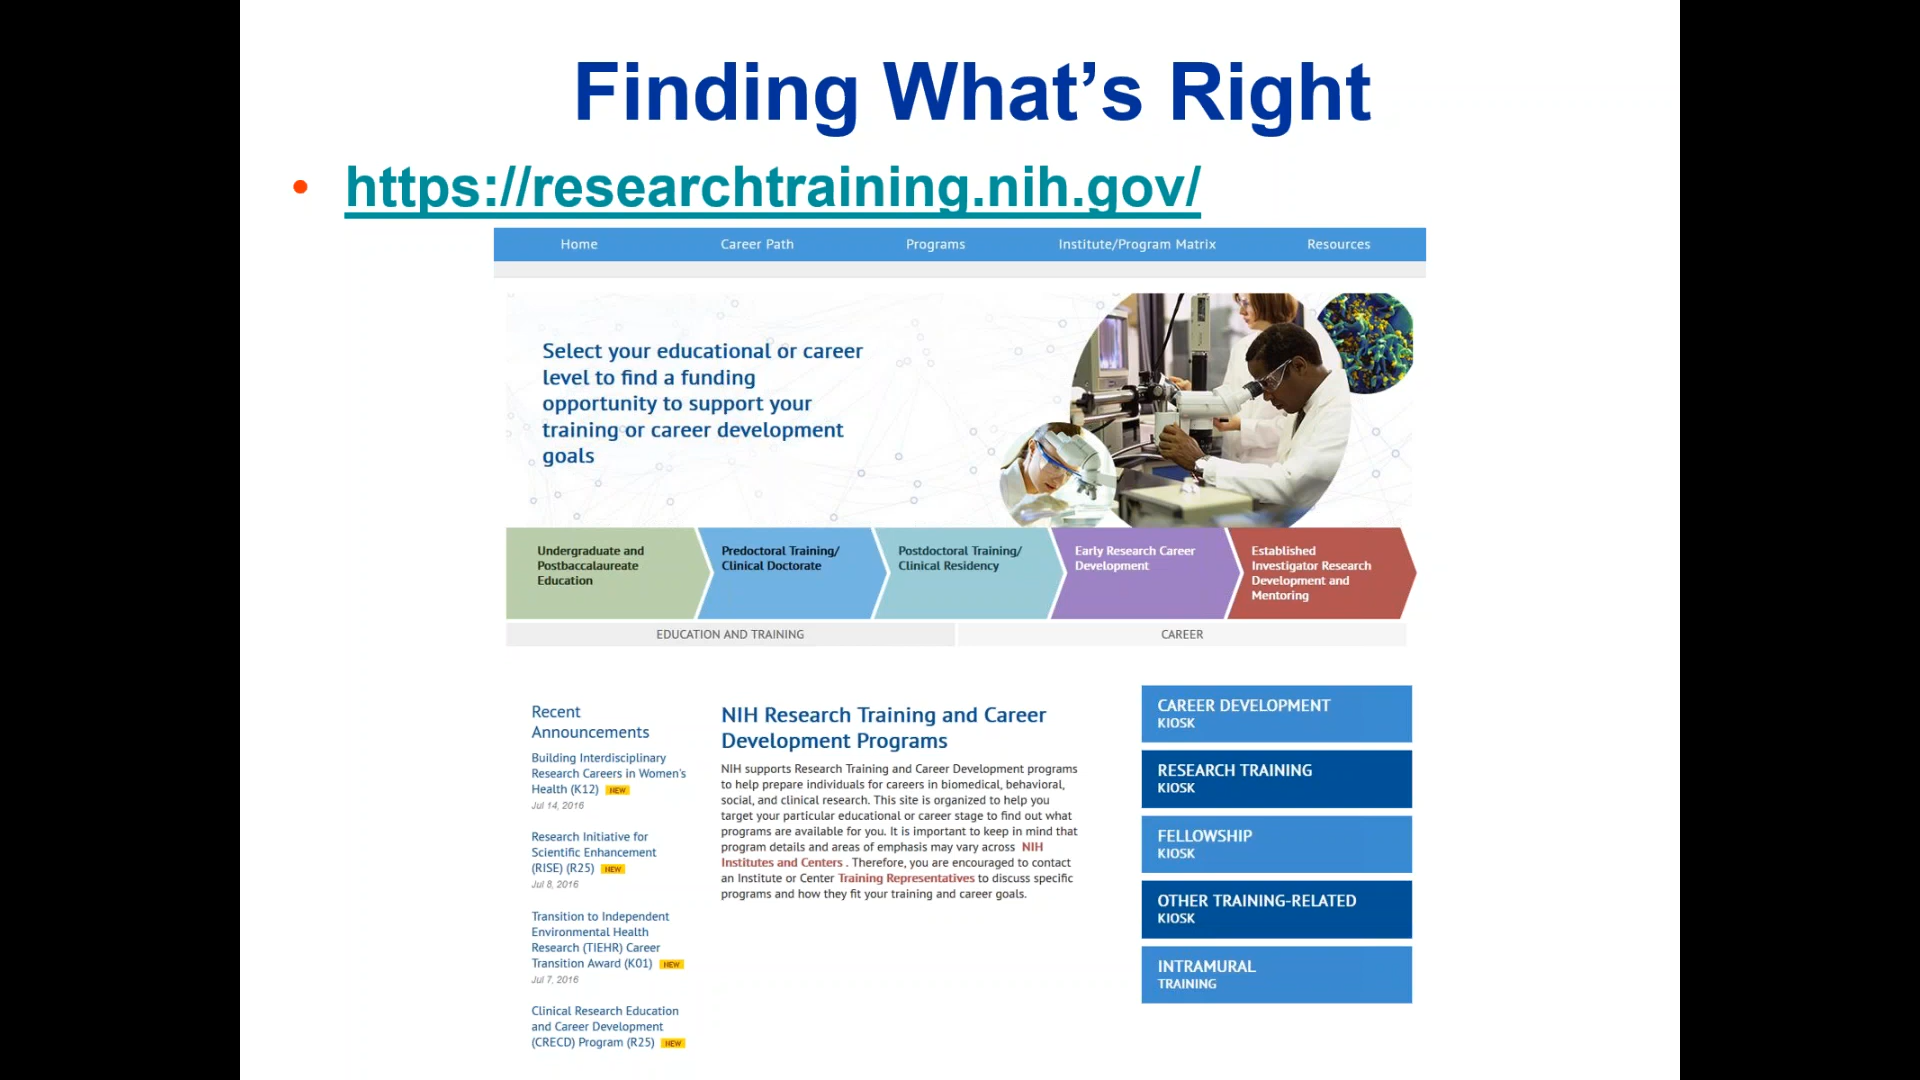 Finding What’s Right
• https://researchtraining.nih.gov/
Home Career Path Programs Institute/Program Matrix Resources
Select your educational or career
level to find a funding
opportunity to support your
training or career development
goals
Undergraduate and
Postbaccalaureate
Education
Predoctoral Training/
Clinical Doctorate
Postdoctoral Training/
Clinical Residency
Early Research Career
Development
Established
Investigator Research
Development and
Mentoring
EDUCATION AND TRAINING
CAREER
Recent
Announcements
Building Interdisciplinary
Research Careers in Women's
Health (K12) NEW
Jul 14, 2016
Research Initiative for
Scientific Enhancement
(RISE) (R25) NEW
Jul 8, 2016
Transition to Independent
Environmental Health
Research (TIEHR) Career
Transition Award (K01) NEW
Jul 7, 2016
Clinical Research Education
and Career Development
(CRECD) Program (R25) NEW
NIH Research Training and Career
Development Programs
NIH supports Research Training and Career Development programs
to help prepare individuals for careers in biomedical, behavioral,
social, and clinical research. This site is organized to help you
target your particular educational or career stage to find out what
programs are available for you. It is important to keep in mind that
program details and areas of emphasis may vary across NIH
Institutes and Centers . Therefore, you are encouraged to contact
an Institute or Center Training Representatives to discuss specific
programs and how they fit your training and career goals.
CAREER DEVELOPMENT
KIOSK
RESEARCH TRAINING
KIOSK
FELLOWSHIP
KIOSK
OTHER TRAINING-RELATED
KIOSK
INTRAMURAL
TRAINING